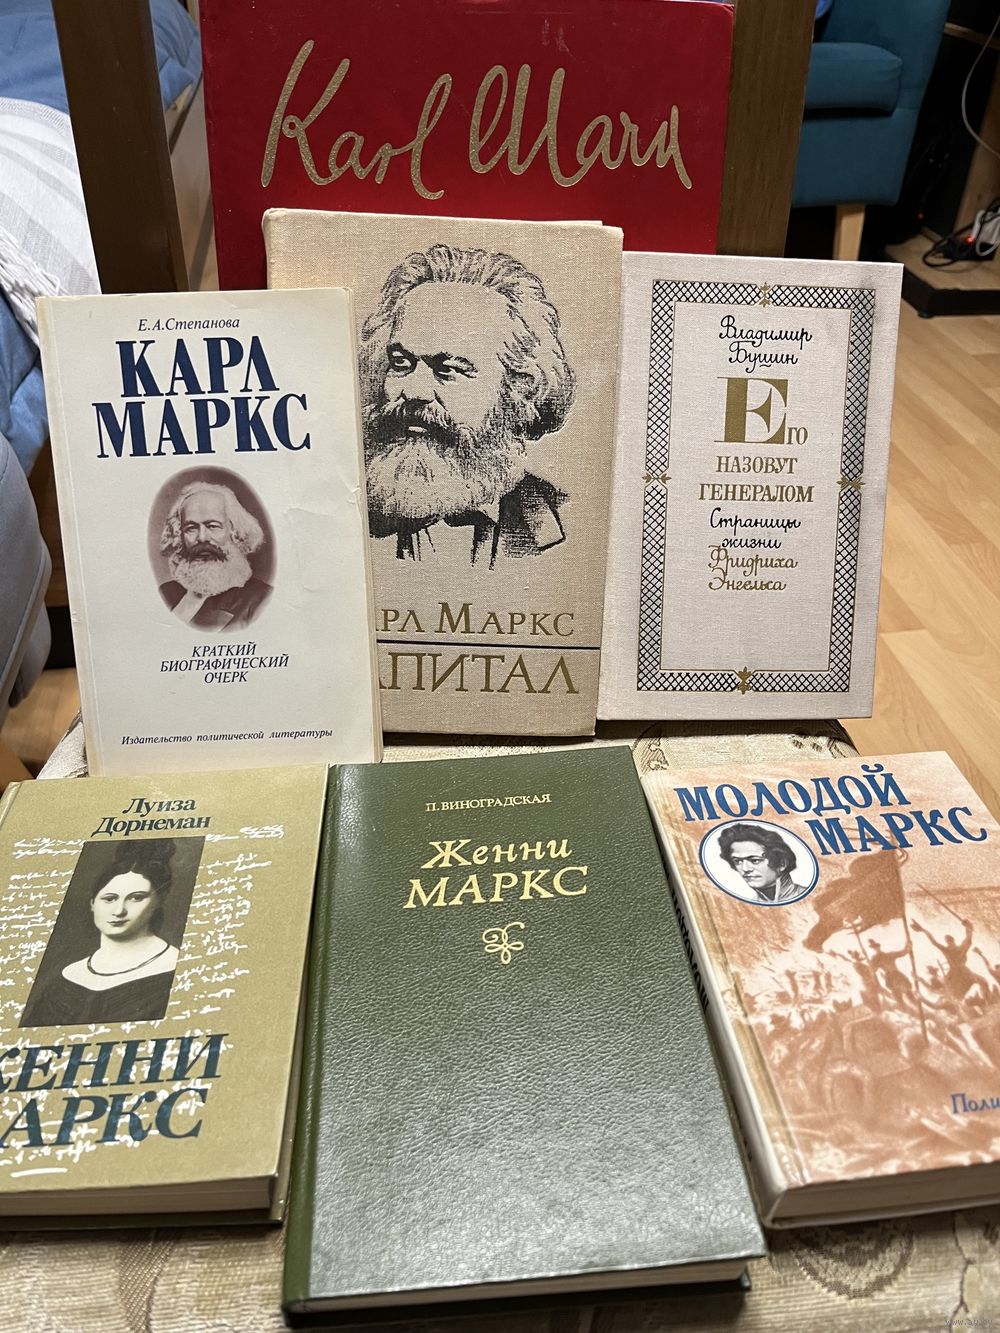 Karl Marx
Е.А.Степанова
КАРЛ
МАРКС
КРАТКИЙ
БИОГРАФИЧЕСКИЙ
ОЧЕРК
Издательство политической литературы
АРЛ МАРКС
АПИТАЛ
Владимир
Бушин
ЕГО
НАЗОВУТ
ГЕНЕРАЛОМ
Страницы
жизни
Фридриха
Энгельса
Луиза
Дорнеман
ЖЕННИ
МАРКС
П. ВИНОГРАДСКАЯ
Женни
МАРКС
МОЛОДОЙ
МАРКС
Поли